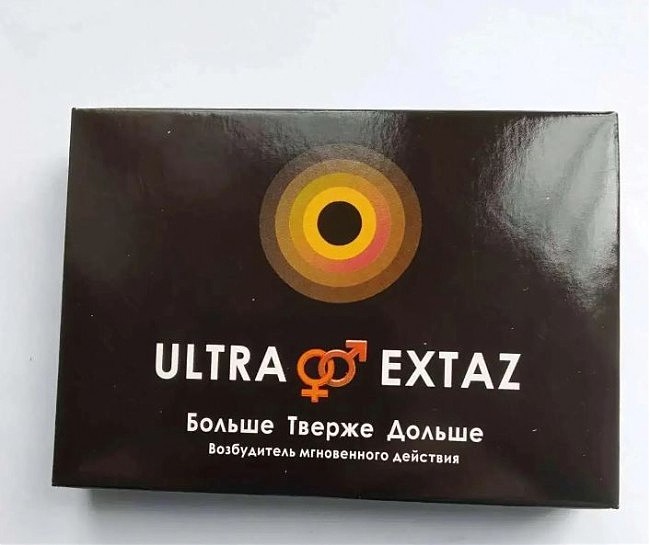 ULTRA EXTAZ
Больше Тверже Дольше
Возбудитель мгновенного действия